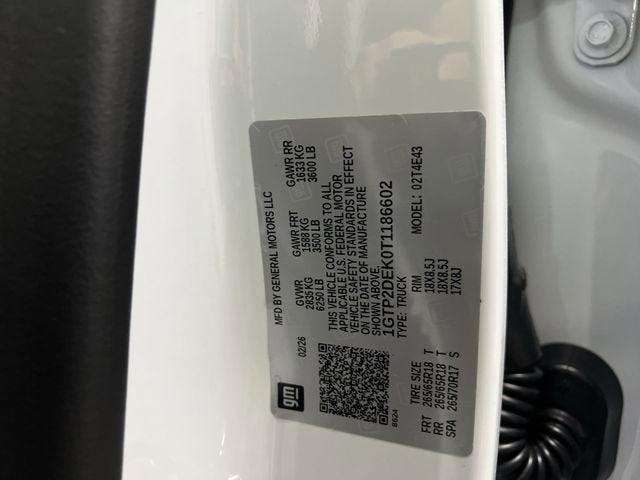 gm
MFD BY GENERAL MOTORS LLC
02/26
GVWR GAWR FRT GAWR RR
2835 KG 1588 KG 1633 KG
6250 LB 3500 LB 3600 LB
THIS VEHICLE CONFORMS TO ALL
APPLICABLE U.S. FEDERAL MOTOR
VEHICLE SAFETY STANDARDS IN EFFECT
ON THE DATE OF MANUFACTURE
SHOWN ABOVE.
1GTP2DEK0T1186602
TYPE: TRUCK MODEL: 02T4E43
8624
TIRE SIZE RIM
FRT 265/65R18 T 18X8.5J
RR 265/65R18 T 18X8.5J
SPA 265/70R17 S 17X8J